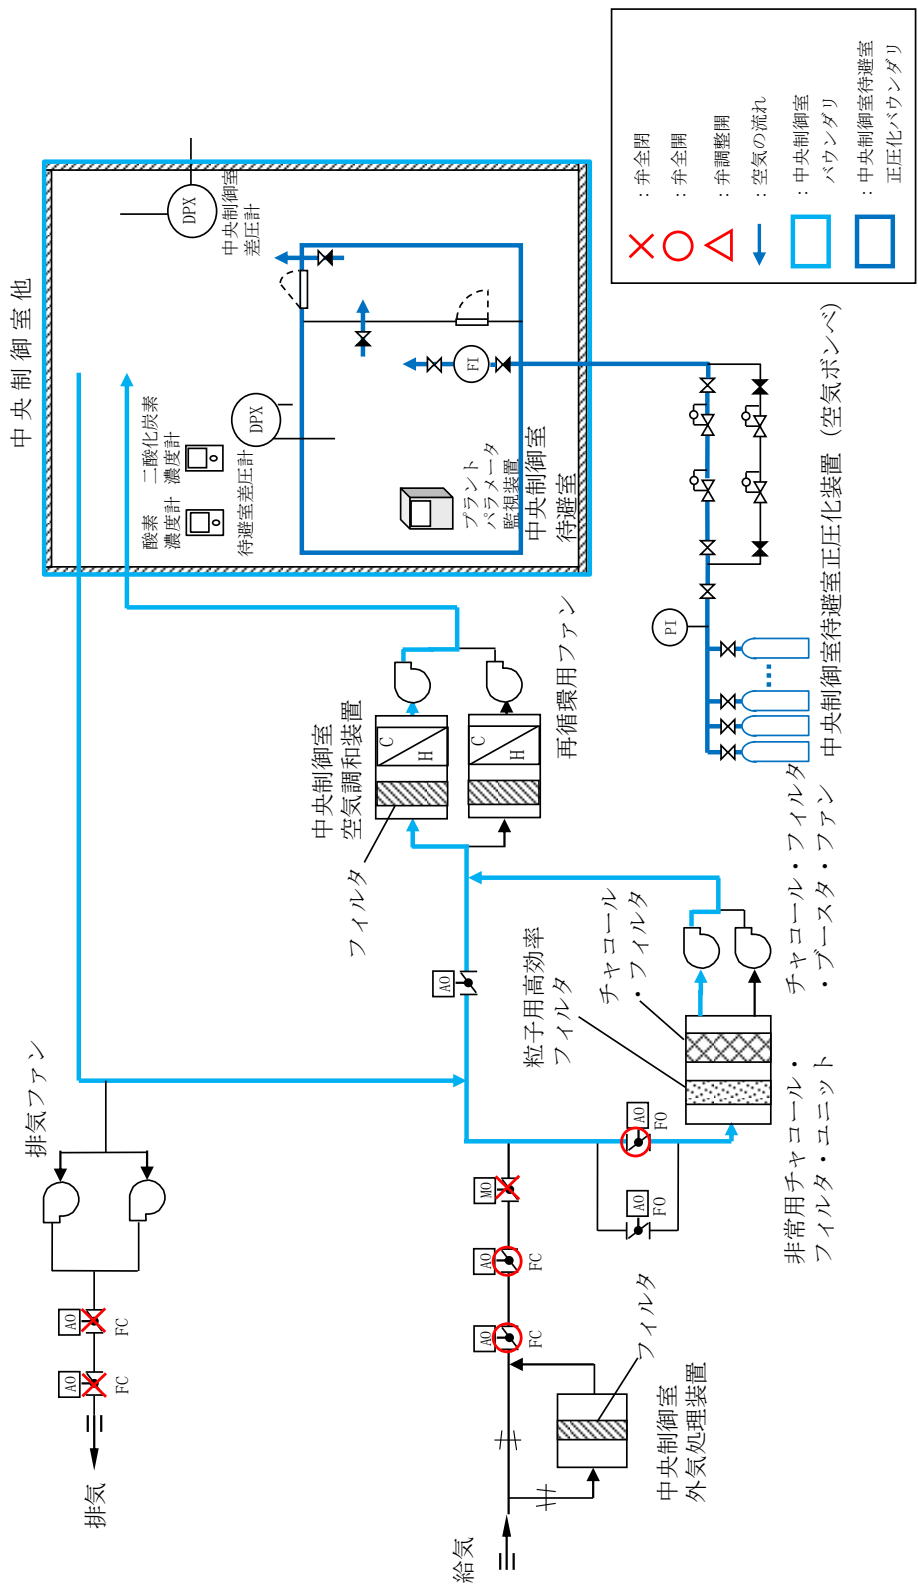 給気
排気
AO
FC
AO
FC
排気ファン
中央制御室
外気処理装置
フィルタ
AO
FC
AO
FC
MO
AO
FO
AO
FO
非常用チャコール・
フィルタ・ユニット
粒子用高効率
フィルタ
チャコール
・フィルタ
チャコール・フィルタ
・ブースタ・ファン
AO
フィルタ
中央制御室
空気調和装置
C
H
C
H
再循環用ファン
中央制御室他
酸素
濃度計
二酸化炭素
濃度計
待避室差圧計
DPX
DPX
中央制御室
差圧計
プラント
パラメータ
監視装置
中央制御室
待避室
FI
PI
中央制御室待避室正圧化装置（空気ボンベ）
：弁全閉
：弁全開
：弁調整開
：空気の流れ
：中央制御室
バウンダリ
：中央制御室待避室
正圧化バウンダリ